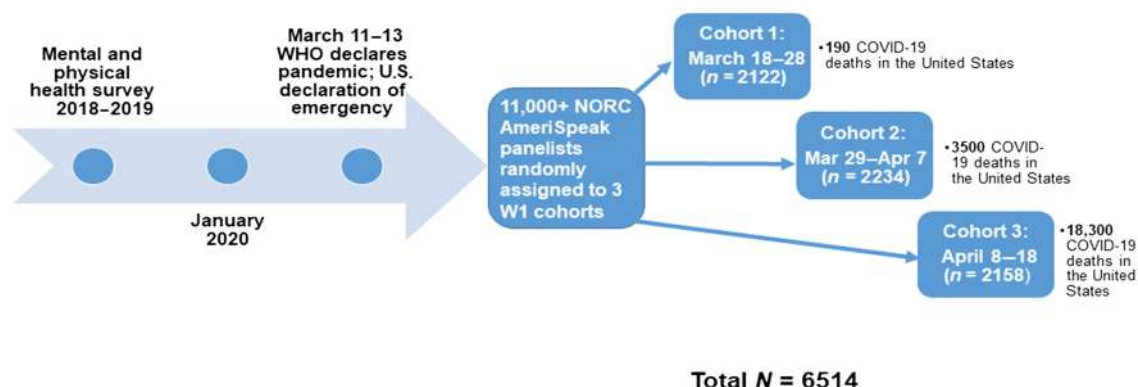 Mental and
physical
health survey
2018–2019
January
2020
March 11–13
WHO declares
pandemic; U.S.
declaration of
emergency
11,000+ NORC
AmeriSpeak
panelists
randomly
assigned to 3
W1 cohorts
Cohort 1:
March 18–28
(n = 2122)
•190 COVID-19
deaths in the United States
Cohort 2:
Mar 29–Apr 7
(n = 2234)
•3500 COVID-
19 deaths in
the United States
Cohort 3:
April 8–18
(n = 2158)
•18,300
COVID-19
deaths in
the United
States
Total N = 6514